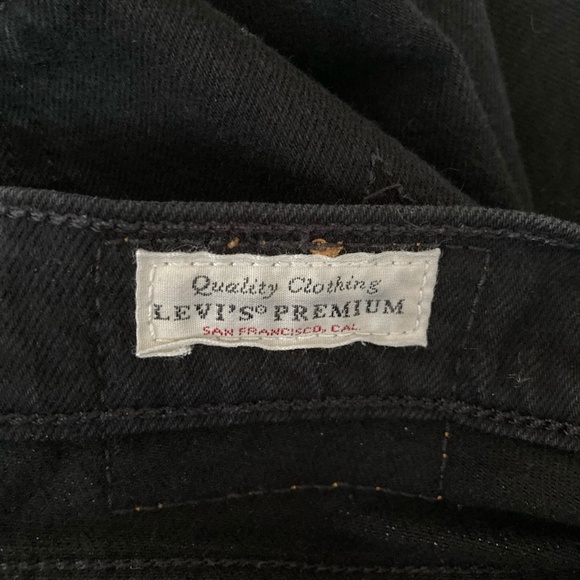 Quality Clothing
LEVI'S® PREMIUM
SAN FRANCISCO, CAL